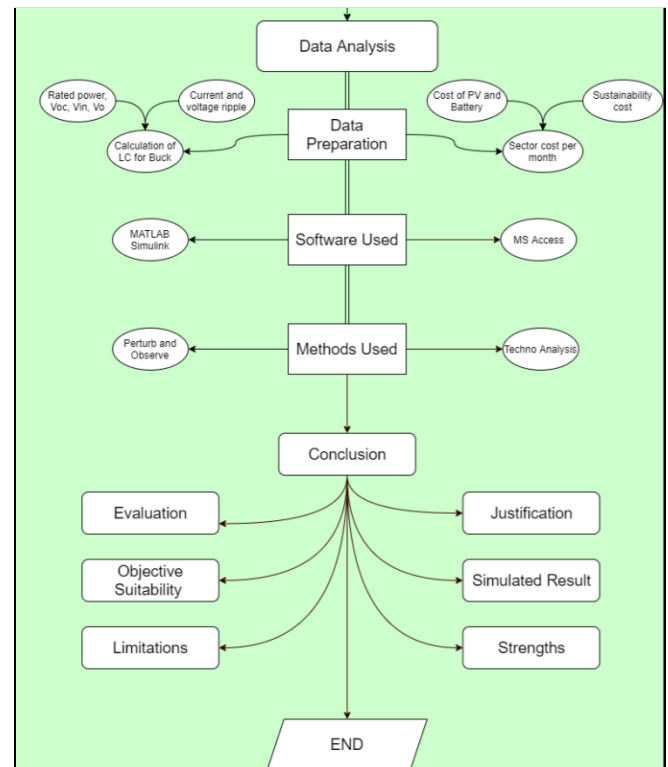 Data Analysis
Rated power,
Voc, Vin, Vo
Current and
voltage ripple
Cost of PV and
Battery
Sustainability
cost
Calculation of
LC for Buck
Data
Preparation
Sector cost per
month
MATLAB
Simulink
Software Used
MS Access
Perturb and
Observe
Methods Used
Techno Analysis
Conclusion
Evaluation
Justification
Objective
Suitability
Simulated Result
Limitations
Strengths
END